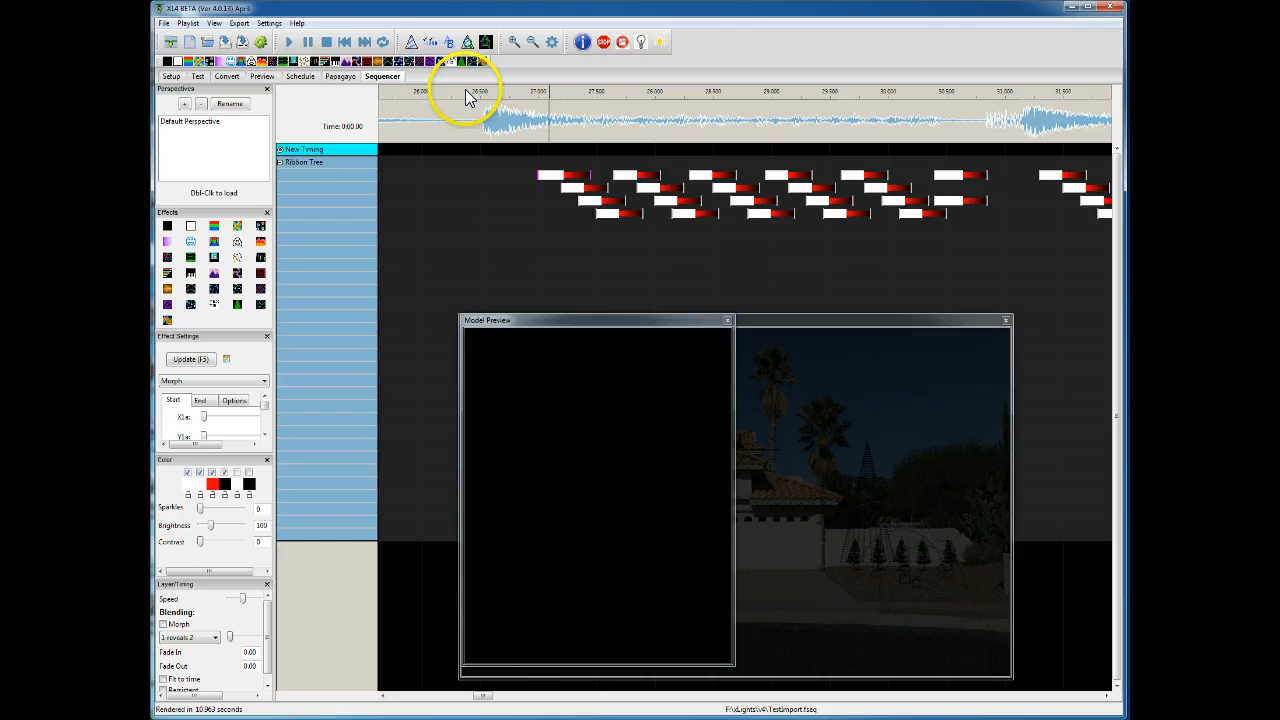 XL4 BETA (Ver 4.0.13) Apr3
File Playlist View Export Settings Help
Setup Test Convert Preview Schedule Papagayo Sequencer
Perspectives
+ - Rename
Default Perspective
Dbl-Clk to load
26.000 26.500 27.000 27.500 28.000 28.500 29.000 29.500 30.000 30.500 31.000 31.500
Time: 0:00.00
New Timing
Ribbon Tree
Effects
Effect Settings
Update (F5)
Morph
Start End Options
X1a:
Y1a:
Color
Sparkles 0
Brightness 100
Contrast 0
Layer/Timing
Speed
Blending:
Morph
1 reveals 2
Fade In 0.00
Fade Out 0.00
Fit to time
Persistent
Model Preview
Rendered in 10.963 seconds
F:\xLights\v4\TestImport.fseq